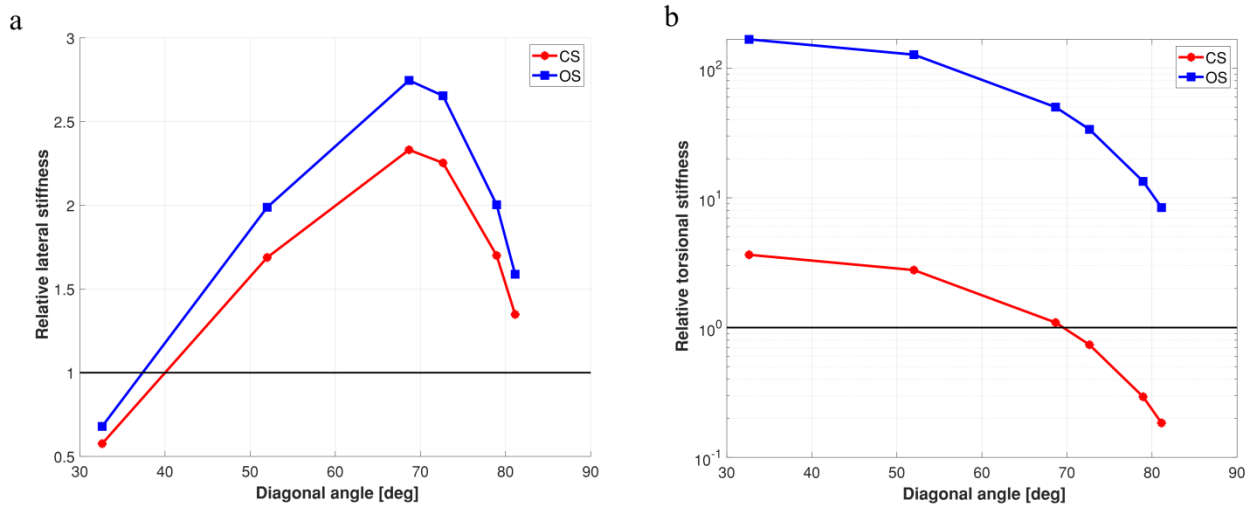 a
3
2.5
2
1.5
1
0.5
30 40 50 60 70 80 90
Relative lateral stiffness
Diagonal angle [deg]
CS
OS
b
10^2
10^1
10^0
10^-1
30 40 50 60 70 80 90
Relative torsional stiffness
Diagonal angle [deg]
CS
OS